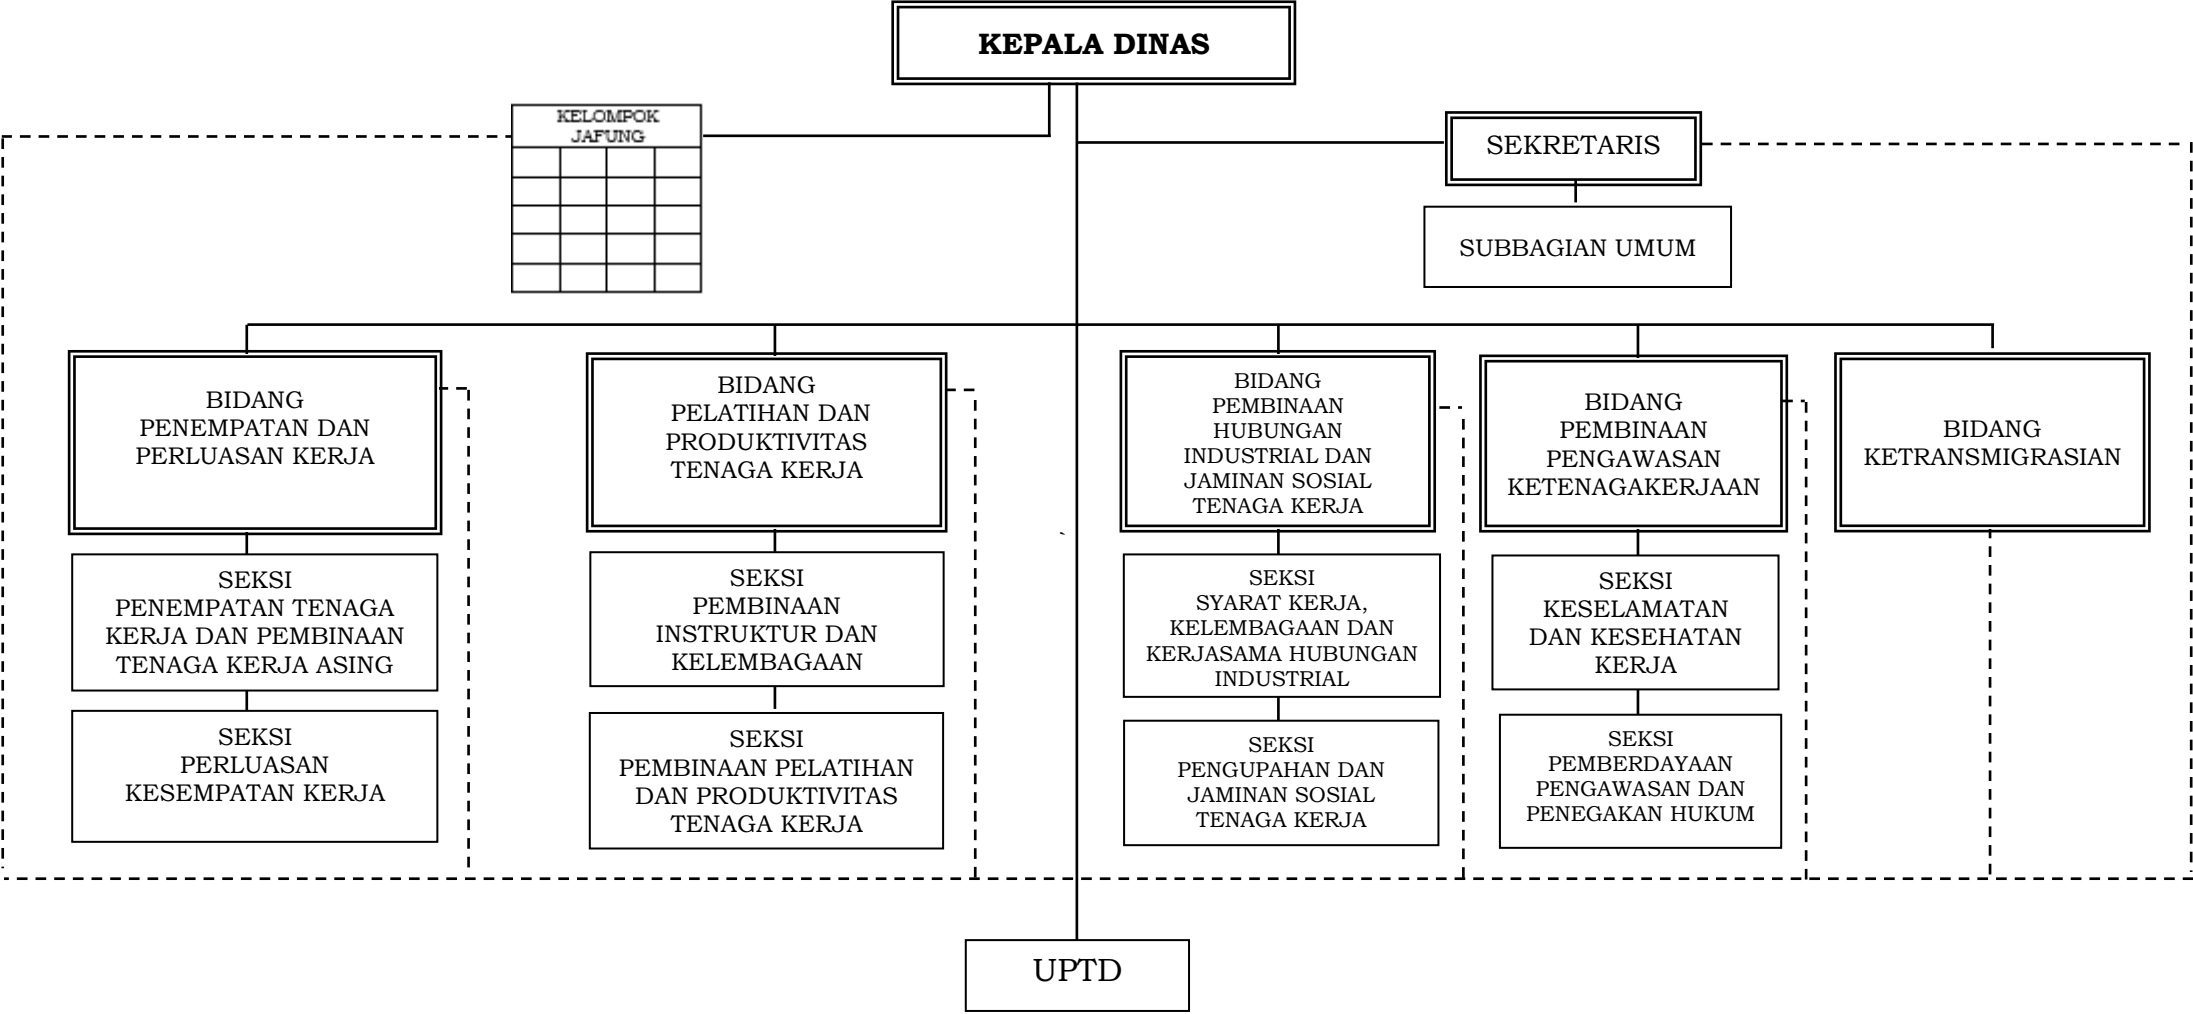 KEPALA DINAS
KELOMPOK
JAFUNG
SEKRETARIS
SUBBAGIAN UMUM
BIDANG
PENEMPATAN DAN
PERLUASAN KERJA
BIDANG
PELATIHAN DAN
PRODUKTIVITAS
TENAGA KERJA
BIDANG
PEMBINAAN
HUBUNGAN
INDUSTRIAL DAN
JAMINAN SOSIAL
TENAGA KERJA
BIDANG
PEMBINAAN
PENGAWASAN
KETENAGAKERJAAN
BIDANG
KETRANSMIGRASIAN
`
SEKSI
PENEMPATAN TENAGA
KERJA DAN PEMBINAAN
TENAGA KERJA ASING
SEKSI
PEMBINAAN
INSTRUKTUR DAN
KELEMBAGAAN
SEKSI
SYARAT KERJA,
KELEMBAGAAN DAN
KERJASAMA HUBUNGAN
INDUSTRIAL
SEKSI
KESELAMATAN
DAN KESEHATAN
KERJA
SEKSI
PERLUASAN
KESEMPATAN KERJA
SEKSI
PEMBINAAN PELATIHAN
DAN PRODUKTIVITAS
TENAGA KERJA
SEKSI
PENGUPAHAN DAN
JAMINAN SOSIAL
TENAGA KERJA
SEKSI
PEMBERDAYAAN
PENGAWASAN DAN
PENEGAKAN HUKUM
UPTD